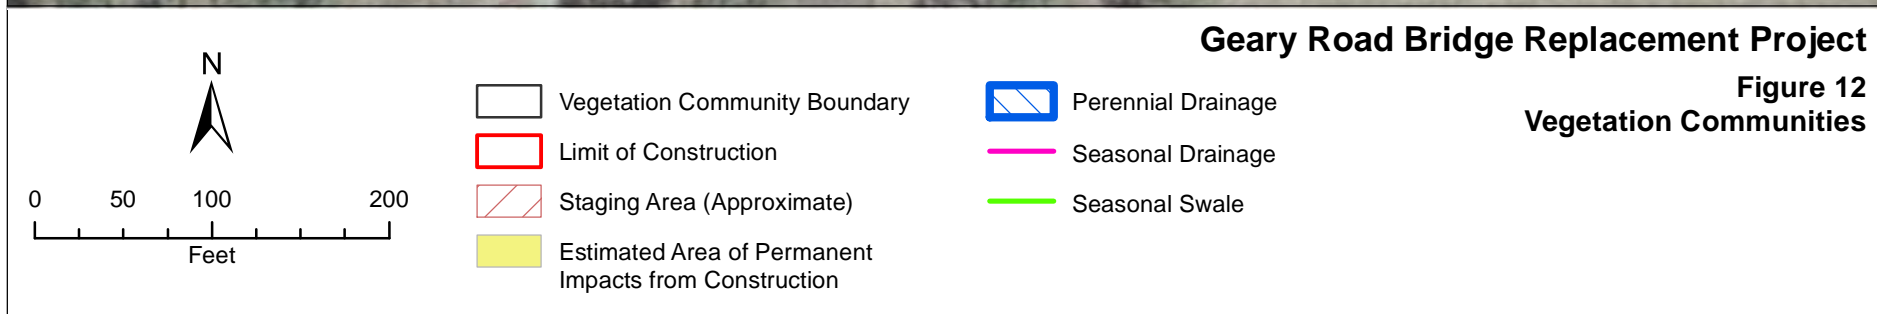 Geary Road Bridge Replacement Project
Figure 12
Vegetation Communities
N
0 50 100 200
Feet
Vegetation Community Boundary
Limit of Construction
Staging Area (Approximate)
Estimated Area of Permanent
Impacts from Construction
Perennial Drainage
Seasonal Drainage
Seasonal Swale